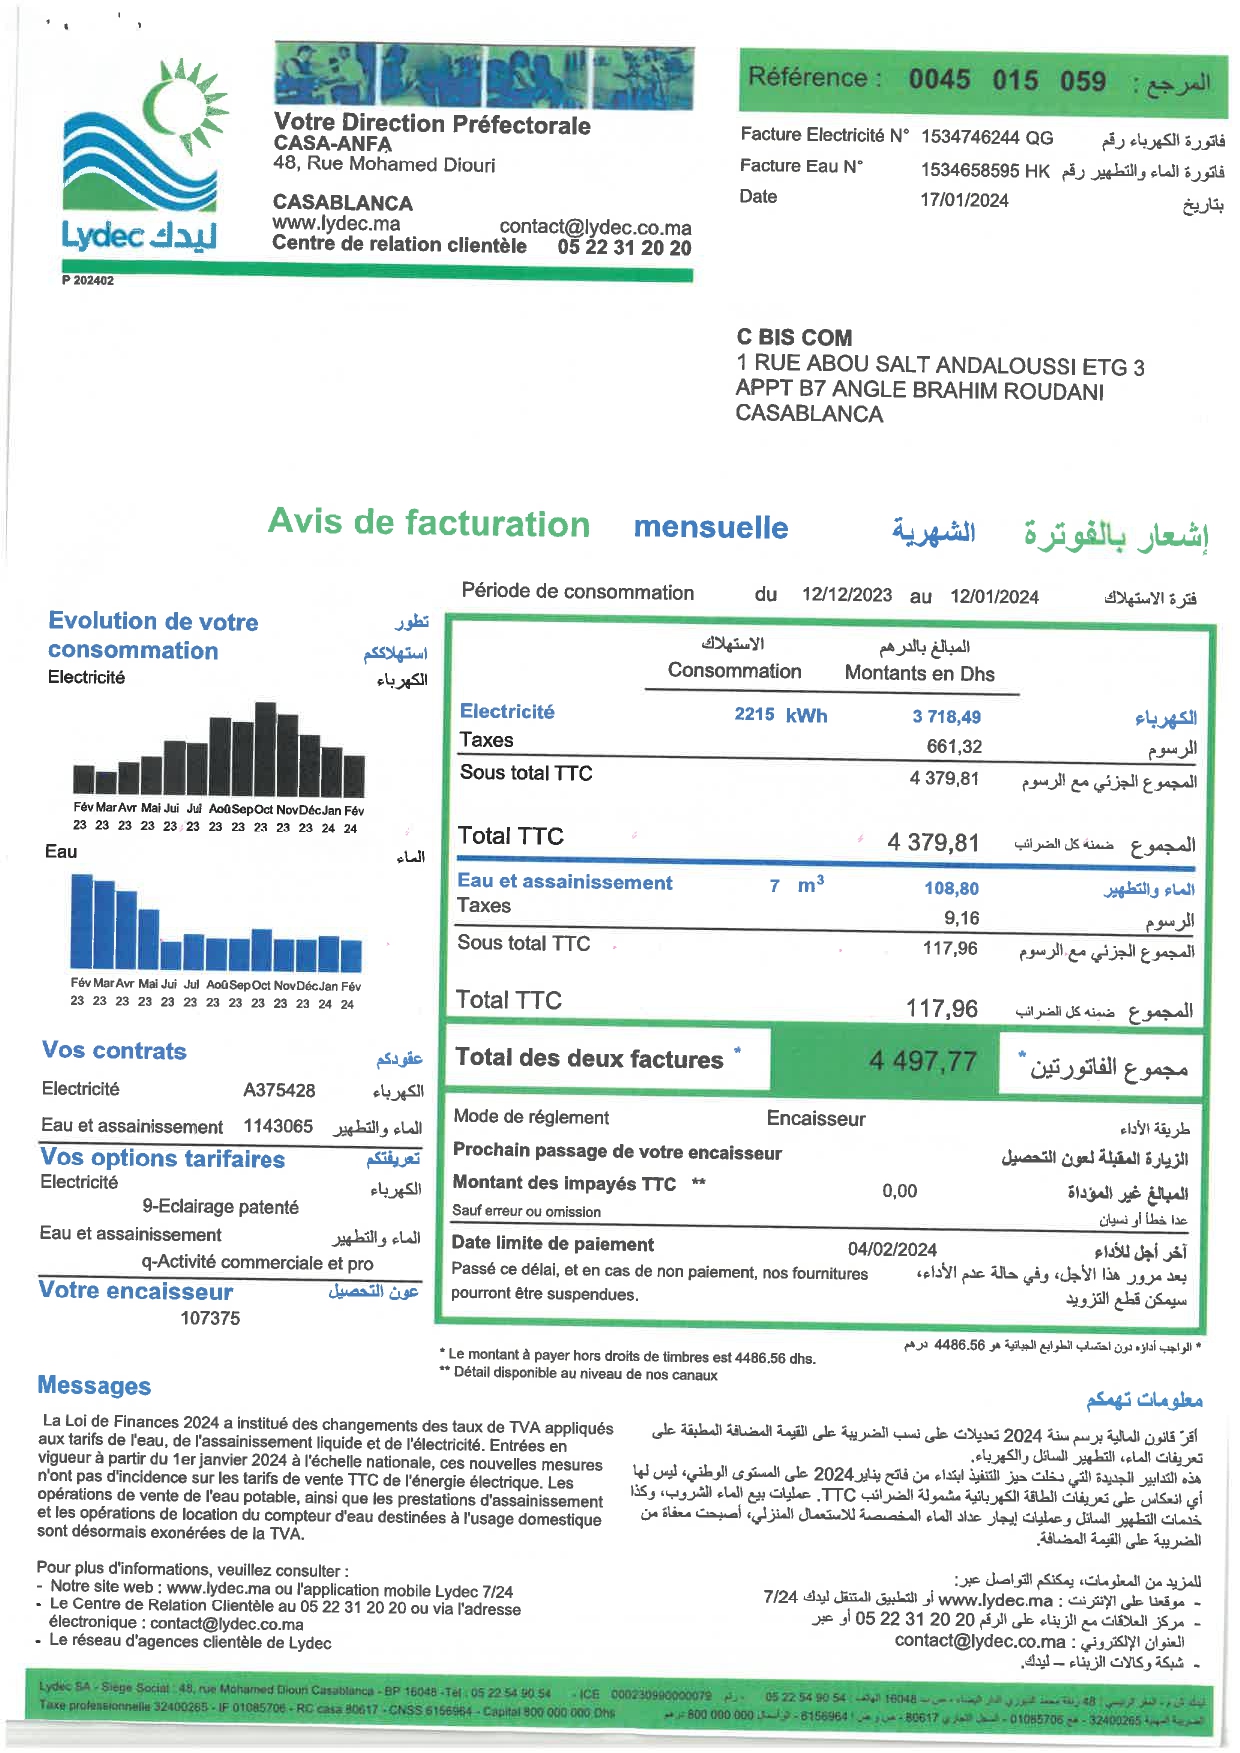 Lydec ليدك
P 202402
Votre Direction Préfectorale
CASA-ANFA
48, Rue Mohamed Diouri
CASABLANCA
www.lydec.ma contact@lydec.co.ma
Centre de relation clientèle 05 22 31 20 20
Référence : 0045 015 059 المرجع :
Facture Electricité N° 1534746244 QG فاتورة الكهرباء رقم
Facture Eau N° 1534658595 HK فاتورة الماء والتطهير رقم
Date 17/01/2024 بتاريخ
C BIS COM
1 RUE ABOU SALT ANDALOUSSI ETG 3
APPT B7 ANGLE BRAHIM ROUDANI
CASABLANCA
Avis de facturation mensuelle الشهرية إشعار بالفوترة
Période de consommation du 12/12/2023 au 12/01/2024 فترة الاستهلاك
Evolution de votre تطور
consommation استهلاككم
Electricité الكهرباء
Fév Mar Avr Mai Jui Jul Aoû Sep Oct Nov Déc Jan Fév
23 23 23 23 23 23 23 23 23 23 23 24 24
Eau الماء
Fév Mar Avr Mai Jui Jul Aoû Sep Oct Nov Déc Jan Fév
23 23 23 23 23 23 23 23 23 23 23 24 24
Vos contrats عقودكم
Electricité A375428 الكهرباء
Eau et assainissement 1143065 الماء والتطهير
Vos options tarifaires تعريفتكم
Electricité الكهرباء
9-Eclairage patenté
Eau et assainissement الماء والتطهير
q-Activité commerciale et pro
Votre encaisseur عون التحصيل
107375
الاستهلاك المبالغ بالدرهم
Consommation Montants en Dhs
Electricité 2215 kWh 3 718,49 الكهرباء
Taxes 661,32 الرسوم
Sous total TTC 4 379,81 المجموع الجزئي مع الرسوم
Total TTC 4 379,81 المجموع ضمنه كل الضرائب
Eau et assainissement 7 m³ 108,80 الماء والتطهير
Taxes 9,16 الرسوم
Sous total TTC 117,96 المجموع الجزئي مع الرسوم
Total TTC 117,96 المجموع ضمنه كل الضرائب
Total des deux factures * 4 497,77 مجموع الفاتورتين *
Mode de réglement Encaisseur طريقة الأداء
Prochain passage de votre encaisseur الزيارة المقبلة لعون التحصيل
Montant des impayés TTC ** 0,00 المبالغ غير المؤداة
Sauf erreur ou omission عدا خطأ أو نسيان
Date limite de paiement 04/02/2024 آخر أجل للأداء
Passé ce délai, et en cas de non paiement, nos fournitures بعد مرور هذا الأجل، وفي حالة عدم الأداء،
pourront être suspendues. سيمكن قطع التزويد
* Le montant à payer hors droits de timbres est 4486.56 dhs. * الواجب أداؤه دون احتساب الطوابع الجبائية هو 4486.56 درهم
** Détail disponible au niveau de nos canaux
Messages
La Loi de Finances 2024 a institué des changements des taux de TVA appliqués
aux tarifs de l'eau, de l'assainissement liquide et de l'électricité. Entrées en
vigueur à partir du 1er janvier 2024 à l'échelle nationale, ces nouvelles mesures
n'ont pas d'incidence sur les tarifs de vente TTC de l'énergie électrique. Les
opérations de vente de l'eau potable, ainsi que les prestations d'assainissement
et les opérations de location du compteur d'eau destinées à l'usage domestique
sont désormais exonérées de la TVA.
Pour plus d'informations, veuillez consulter :
- Notre site web : www.lydec.ma ou l'application mobile Lydec 7/24
- Le Centre de Relation Clientèle au 05 22 31 20 20 ou via l'adresse
électronique : contact@lydec.co.ma
- Le réseau d'agences clientèle de Lydec
معلومات تهمكم
أقرّ قانون المالية برسم سنة 2024 تعديلات على نسب الضريبة على القيمة المضافة المطبقة على
تعريفات الماء، التطهير السائل والكهرباء.
هذه التدابير الجديدة التي دخلت حيز التنفيذ ابتداء من فاتح يناير 2024 على المستوى الوطني، ليس لها
أي انعكاس على تعريفات الطاقة الكهربائية مشمولة الضرائب TTC. عمليات بيع الماء الشروب، وكذا
خدمات التطهير السائل وعمليات إيجار عداد الماء المخصصة للاستعمال المنزلي، أصبحت معفاة من
الضريبة على القيمة المضافة.
للمزيد من المعلومات، يمكنكم التواصل عبر:
- موقعنا على الإنترنت : www.lydec.ma أو التطبيق المتنقل ليدك 7/24
- مركز العلاقات مع الزبناء على الرقم 05 22 31 20 20 أو عبر
العنوان الإلكتروني : contact@lydec.co.ma
- شبكة وكالات الزبناء – ليدك.
Lydec SA - Siège Social : 48, rue Mohamed Diouri Casablanca - BP 16048 -Tel : 05 22 54 90 54 - ICE 000230990000079
Taxe professionnelle 32400265 - IF 01085706 - RC casa 80617 - CNSS 6156964 - Capital 800 000 000 Dhs